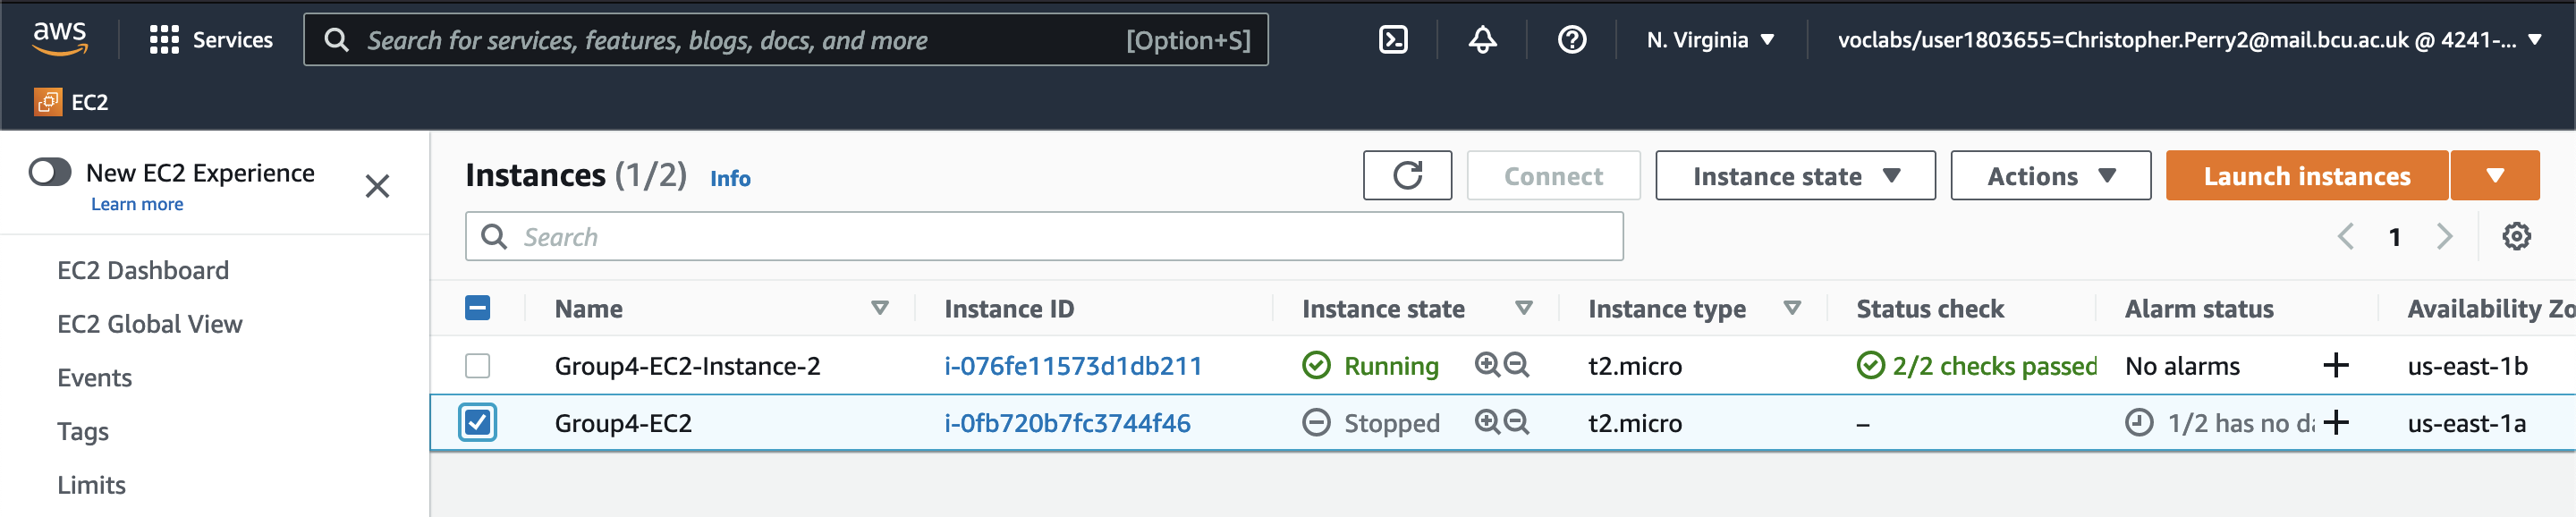 aws
Services
Search for services, features, blogs, docs, and more
[Option+S]
N. Virginia
voclabs/user1803655=Christopher.Perry2@mail.bcu.ac.uk @ 4241-...
EC2
New EC2 Experience
Learn more
EC2 Dashboard
EC2 Global View
Events
Tags
Limits
Instances (1/2) Info
Connect
Instance state
Actions
Launch instances
Search
1
Name Instance ID Instance state Instance type Status check Alarm status Availability Zo
Group4-EC2-Instance-2 i-076fe11573d1db211 Running t2.micro 2/2 checks passed No alarms + us-east-1b
Group4-EC2 i-0fb720b7fc3744f46 Stopped t2.micro – 1/2 has no da + us-east-1a